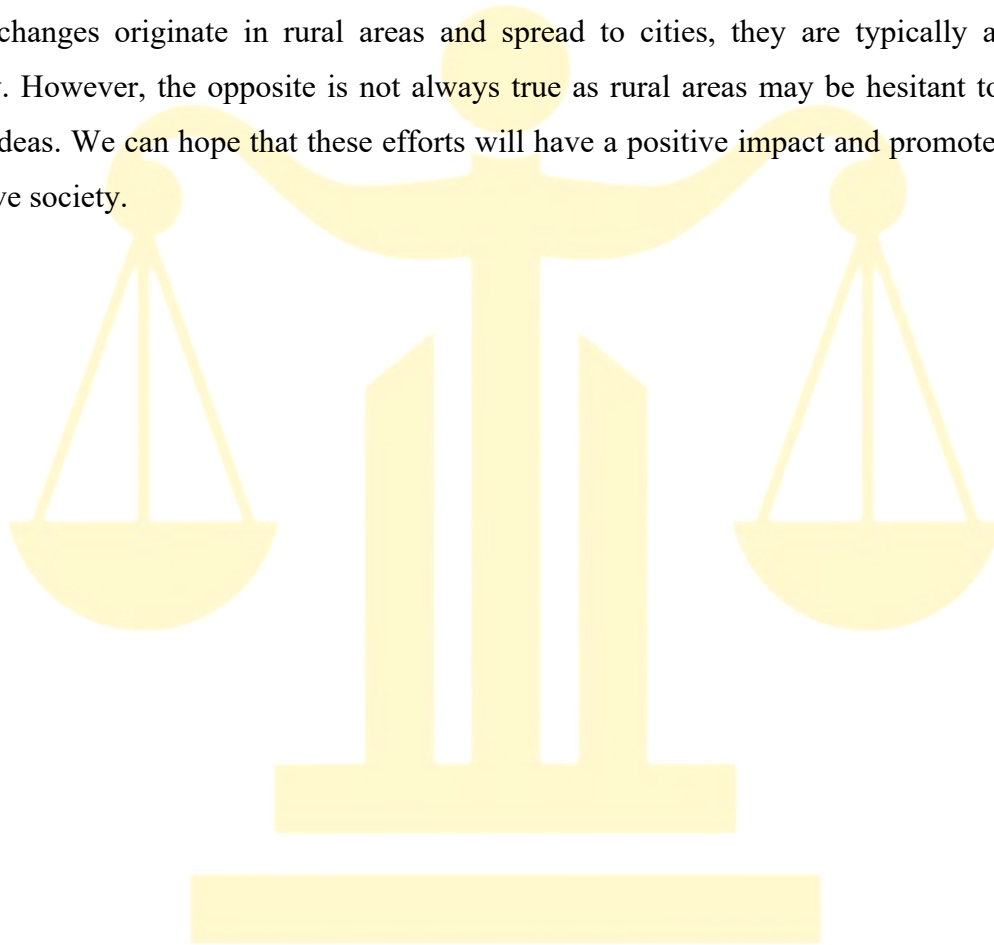 changes originate in rural areas and spread to cities, they are typically a
. However, the opposite is not always true as rural areas may be hesitant to
deas. We can hope that these efforts will have a positive impact and promote
ve society.